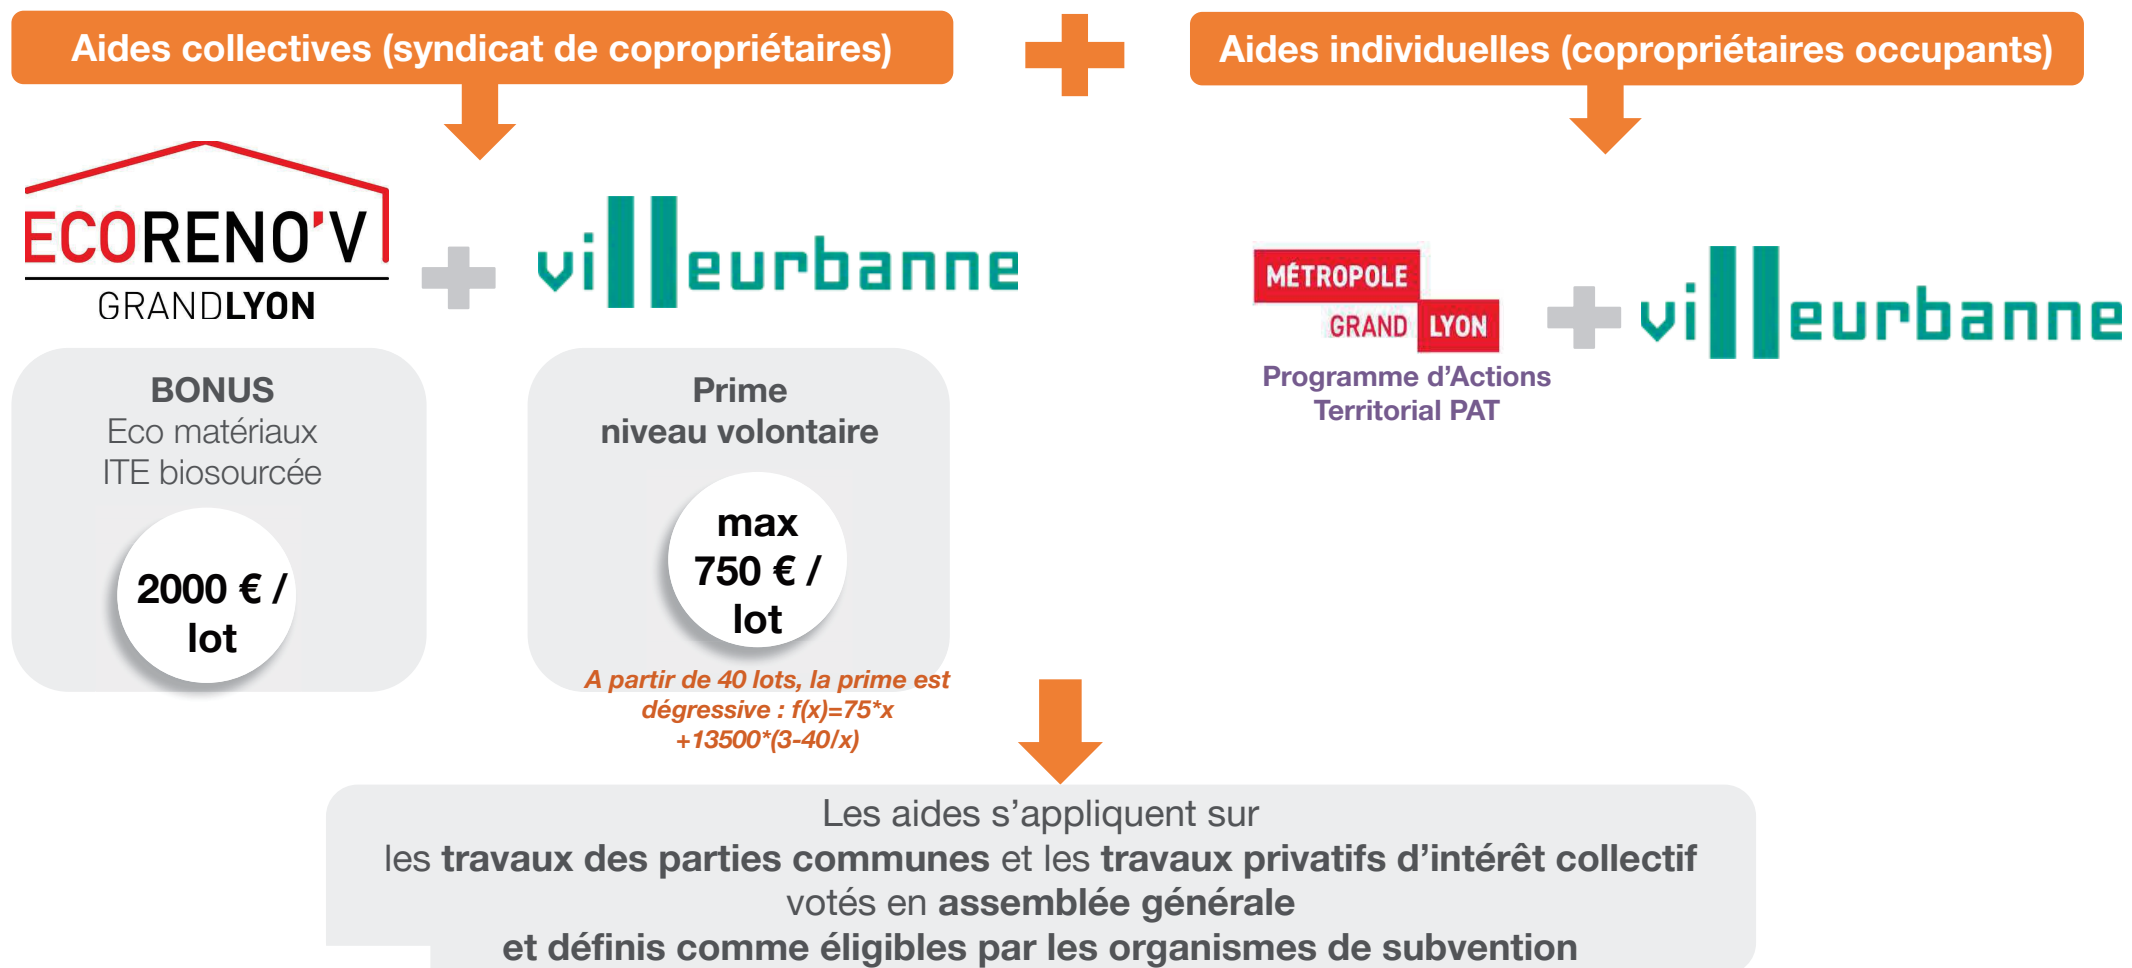 Aides collectives (syndicat de copropriétaires)
Aides individuelles (copropriétaires occupants)
ECORENO'V
GRANDLYON
villeurbanne
BONUS
Eco matériaux
ITE biosourcée
2000 € /
lot
Prime
niveau volontaire
max
750 € /
lot
A partir de 40 lots, la prime est
dégressive : f(x)=75*x
+13500*(3-40/x)
MÉTROPOLE
GRAND LYON
Programme d’Actions
Territorial PAT
villeurbanne
Les aides s’appliquent sur
les travaux des parties communes et les travaux privatifs d’intérêt collectif
votés en assemblée générale
et définis comme éligibles par les organismes de subvention